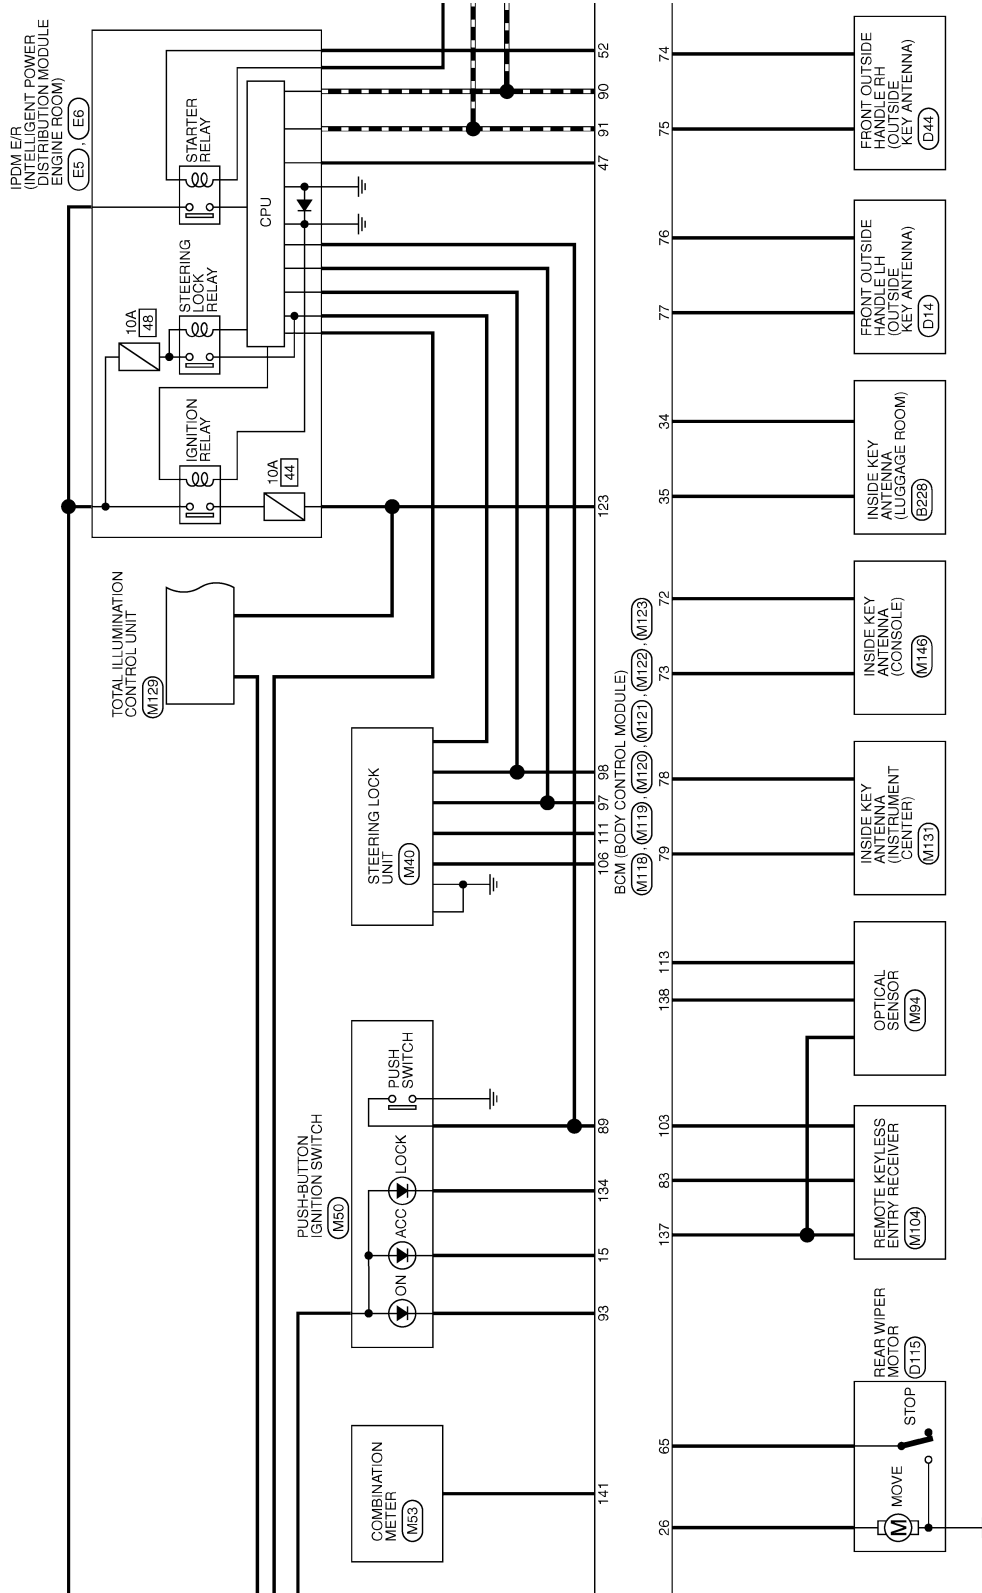 IPDM E/R
(INTELLIGENT POWER
DISTRIBUTION MODULE
ENGINE ROOM)
E5 , E6
STARTER
RELAY
CPU
STEERING
LOCK
RELAY
10A
48
IGNITION
RELAY
10A
44
TOTAL ILLUMINATION
CONTROL UNIT
M129
STEERING LOCK
UNIT
M40
PUSH-BUTTON
IGNITION SWITCH
M50
PUSH
SWITCH
LOCK
ACC
ON
COMBINATION
METER
M53
52
90
91
47
123
98
97
111
106
89
134
15
93
141
BCM (BODY CONTROL MODULE)
M118 , M119 , M120 , M121 , M122 , M123
74
75
76
77
34
35
72
73
78
79
113
138
103
83
137
65
26
FRONT OUTSIDE
HANDLE RH
(OUTSIDE
KEY ANTENNA)
D44
FRONT OUTSIDE
HANDLE LH
(OUTSIDE
KEY ANTENNA)
D14
INSIDE KEY
ANTENNA
(LUGGAGE ROOM)
B228
INSIDE KEY
ANTENNA
(CONSOLE)
M146
INSIDE KEY
ANTENNA
(INSTRUMENT
CENTER)
M131
OPTICAL
SENSOR
M94
REMOTE KEYLESS
ENTRY RECEIVER
M104
REAR WIPER
MOTOR
D115
STOP
MOVE
M